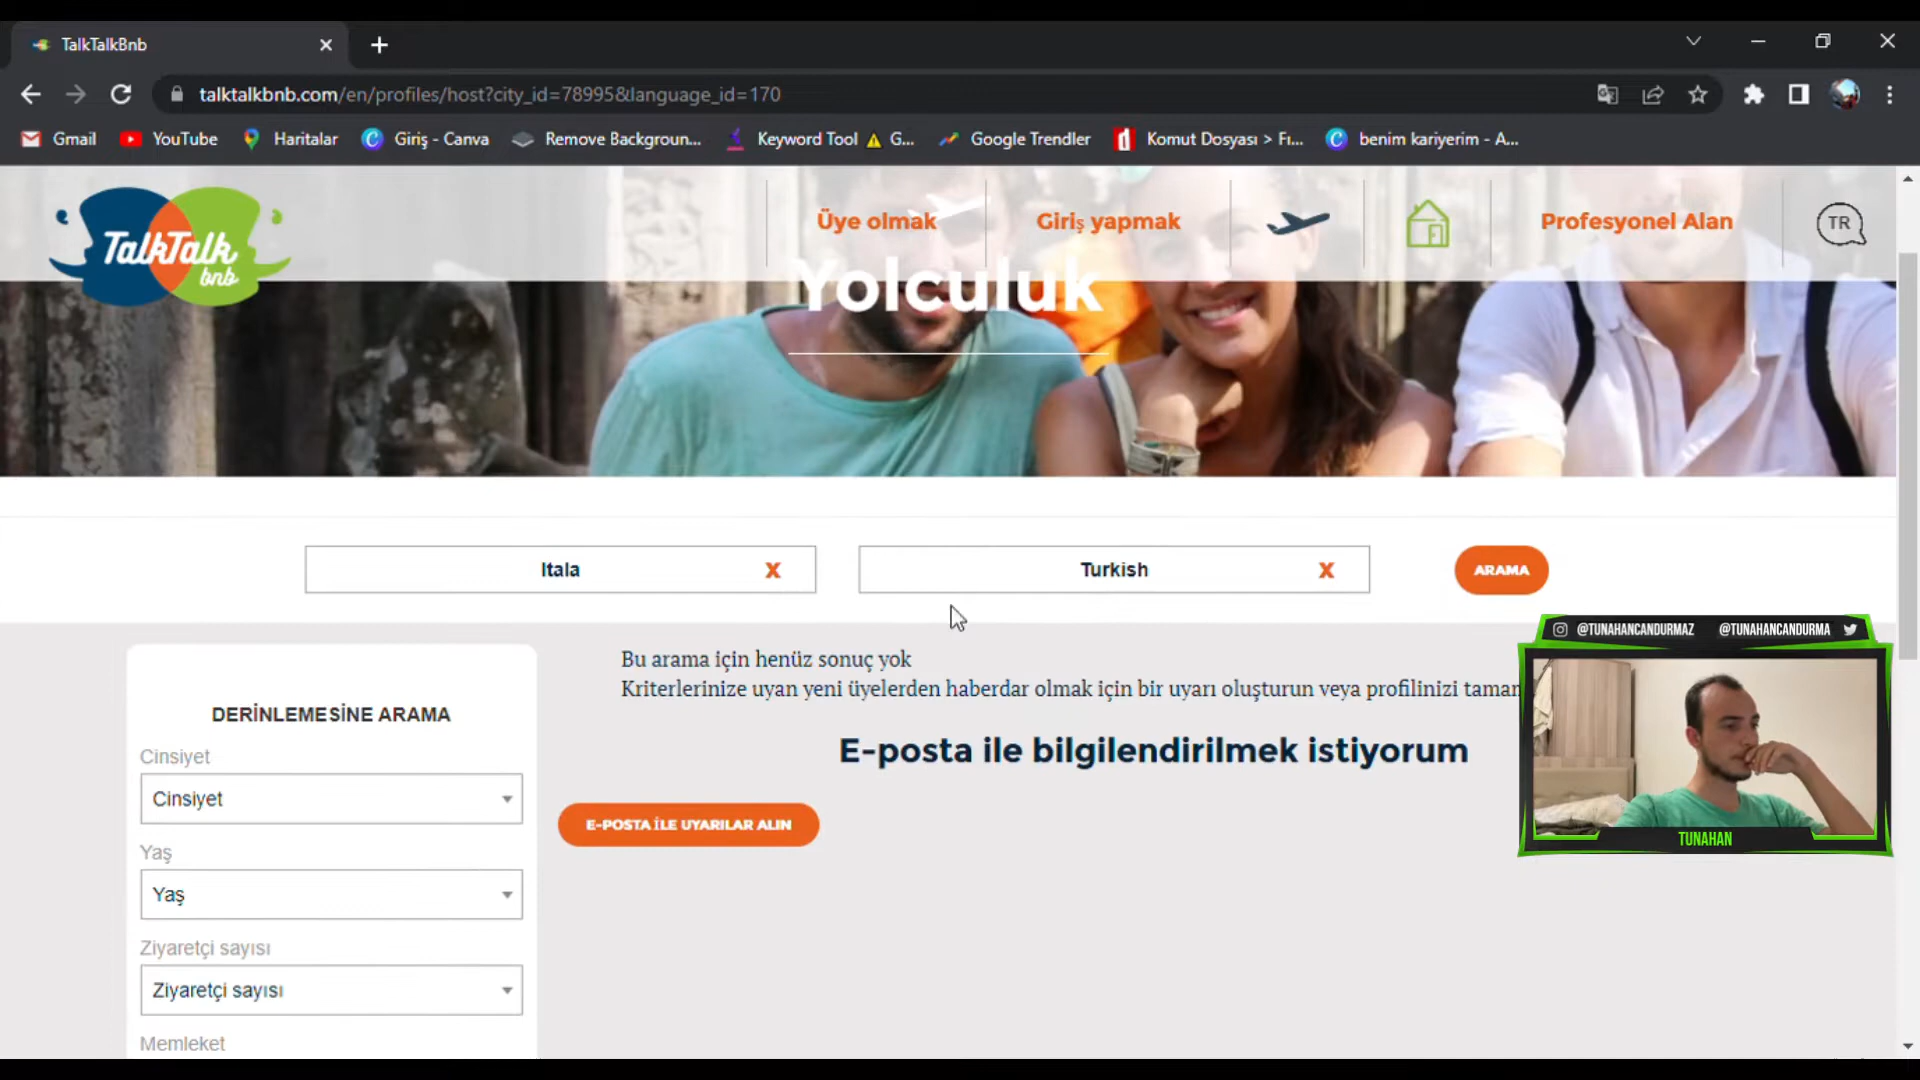 TalkTalkBnb
talktalkbnb.com/en/profiles/host?city_id=78995&language_id=170
Gmail
YouTube
Haritalar
Giriş - Canva
Remove Backgroun...
Keyword Tool ⚠ G...
Google Trendler
Komut Dosyası > Fı...
benim kariyerim - A...
TalkTalk
bnb
Üye olmak
Giriş yapmak
Profesyonel Alan
TR
Yolculuk
Itala X
Turkish X
ARAMA
@TUNAHANCANDURMAZ @TUNAHANCANDURMA
Bu arama için henüz sonuç yok
Kriterlerinize uyan yeni üyelerden haberdar olmak için bir uyarı oluşturun veya profilinizi
DERİNLEMESİNE ARAMA
E-posta ile bilgilendirilmek istiyorum
Cinsiyet
Cinsiyet
E-POSTA İLE UYARILAR ALIN
TUNAHAN
Yaş
Yaş
Ziyaretçi sayısı
Ziyaretçi sayısı
Memleket